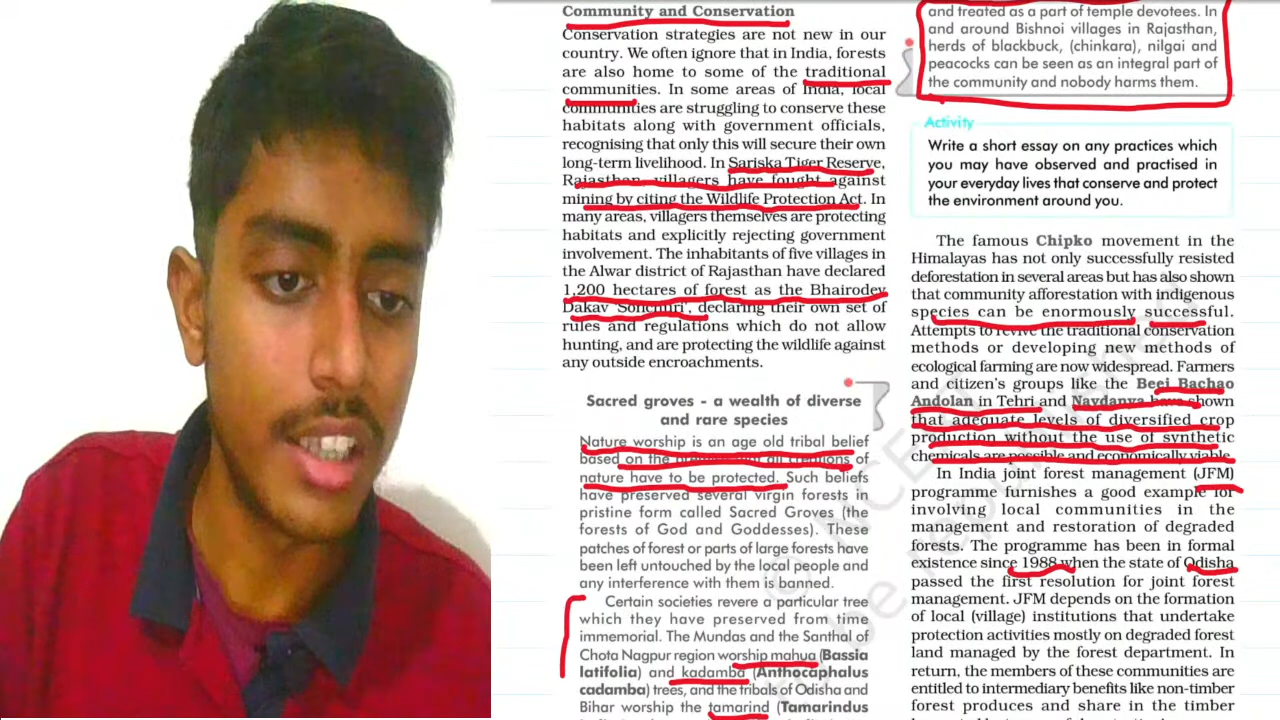 Community and Conservation
Conservation strategies are not new in our
country. We often ignore that in India, forests
are also home to some of the traditional
communities. In some areas of India, local
communities are struggling to conserve these
habitats along with government officials,
recognising that only this will secure their own
long-term livelihood. In Sariska Tiger Reserve,
Rajasthan, villagers have fought against
mining by citing the Wildlife Protection Act. In
many areas, villagers themselves are protecting
habitats and explicitly rejecting government
involvement. The inhabitants of five villages in
the Alwar district of Rajasthan have declared
1,200 hectares of forest as the Bhairodev
Dakav 'Sonchuri', declaring their own set of
rules and regulations which do not allow
hunting, and are protecting the wildlife against
any outside encroachments.
Sacred groves - a wealth of diverse
and rare species
Nature worship is an age old tribal belief
based on the premise that all creations of
nature have to be protected. Such beliefs
have preserved several virgin forests in
pristine form called Sacred Groves (the
forests of God and Goddesses). These
patches of forest or parts of large forests have
been left untouched by the local people and
any interference with them is banned.
Certain societies revere a particular tree
which they have preserved from time
immemorial. The Mundas and the Santhal of
Chota Nagpur region worship mahua (Bassia
latifolia) and kadamba (Anthocaphalus
cadamba) trees, and the tribals of Odisha and
Bihar worship the tamarind (Tamarindus
and treated as a part of temple devotees. In
and around Bishnoi villages in Rajasthan,
herds of blackbuck, (chinkara), nilgai and
peacocks can be seen as an integral part of
the community and nobody harms them.
Activity
Write a short essay on any practices which
you may have observed and practised in
your everyday lives that conserve and protect
the environment around you.
The famous Chipko movement in the
Himalayas has not only successfully resisted
deforestation in several areas but has also shown
that community afforestation with indigenous
species can be enormously successful.
Attempts to revive the traditional conservation
methods or developing new methods of
ecological farming are now widespread. Farmers
and citizen's groups like the Beej Bachao
Andolan in Tehri and Navdanya have shown
that adequate levels of diversified crop
production without the use of synthetic
chemicals are possible and economically viable.
In India joint forest management (JFM)
programme furnishes a good example for
involving local communities in the
management and restoration of degraded
forests. The programme has been in formal
existence since 1988 when the state of Odisha
passed the first resolution for joint forest
management. JFM depends on the formation
of local (village) institutions that undertake
protection activities mostly on degraded forest
land managed by the forest department. In
return, the members of these communities are
entitled to intermediary benefits like non-timber
forest produces and share in the timber